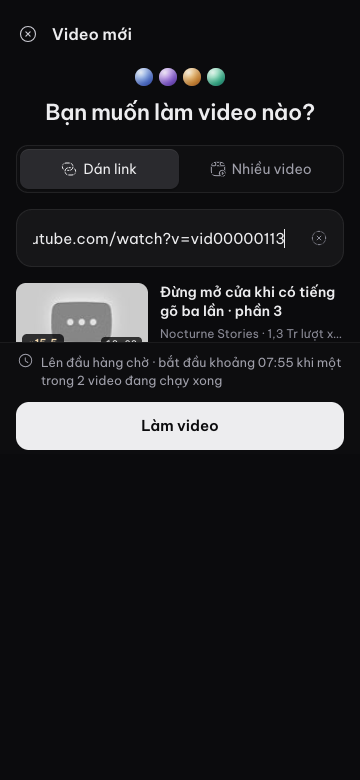 Video mới
Bạn muốn làm video nào?
Dán link
Nhiều video
utube.com/watch?v=vid00000113
Đừng mở cửa khi có tiếng
gõ ba lần · phần 3
Nocturne Stories · 1,3 Tr lượt x…
Lên đầu hàng chờ · bắt đầu khoảng 07:55 khi một
trong 2 video đang chạy xong
Làm video